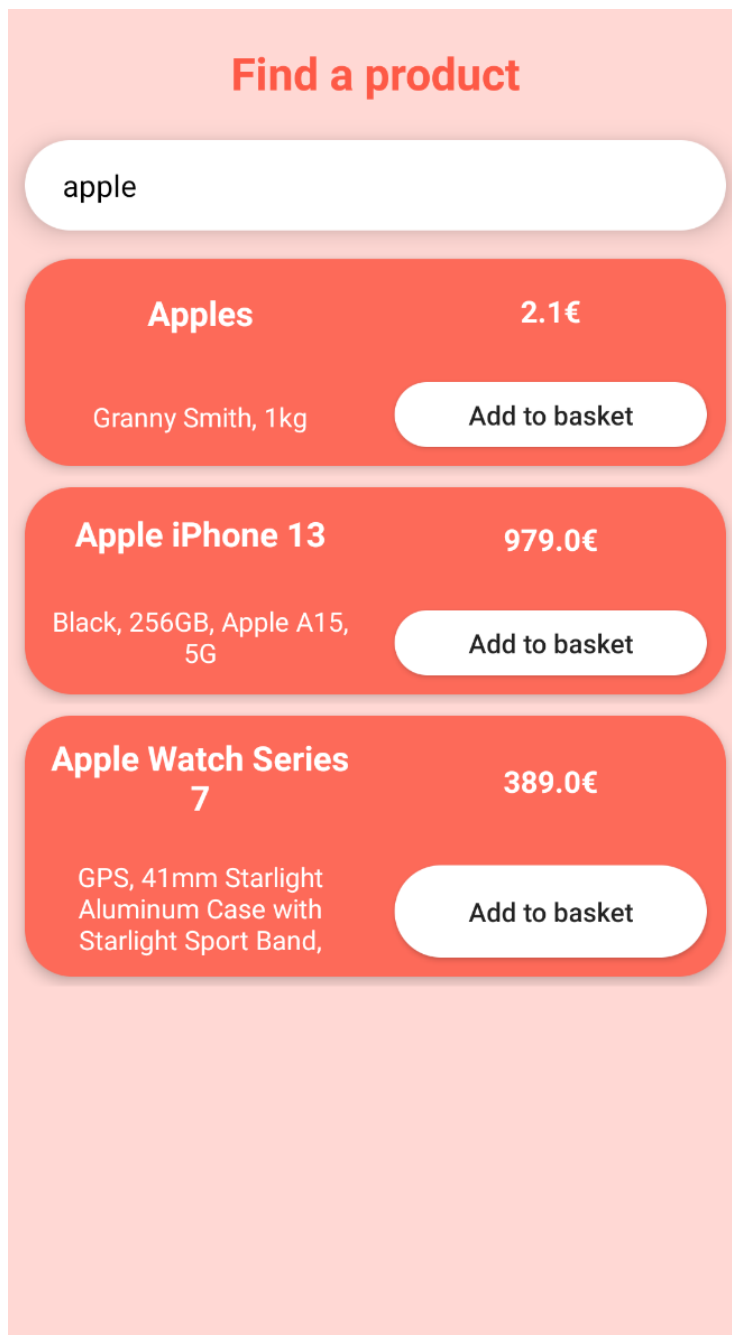 Find a product
apple
Apples
2.1€
Granny Smith, 1kg
Add to basket
Apple iPhone 13
979.0€
Black, 256GB, Apple A15,
5G
Add to basket
Apple Watch Series
7
389.0€
GPS, 41mm Starlight
Aluminum Case with
Starlight Sport Band,
Add to basket